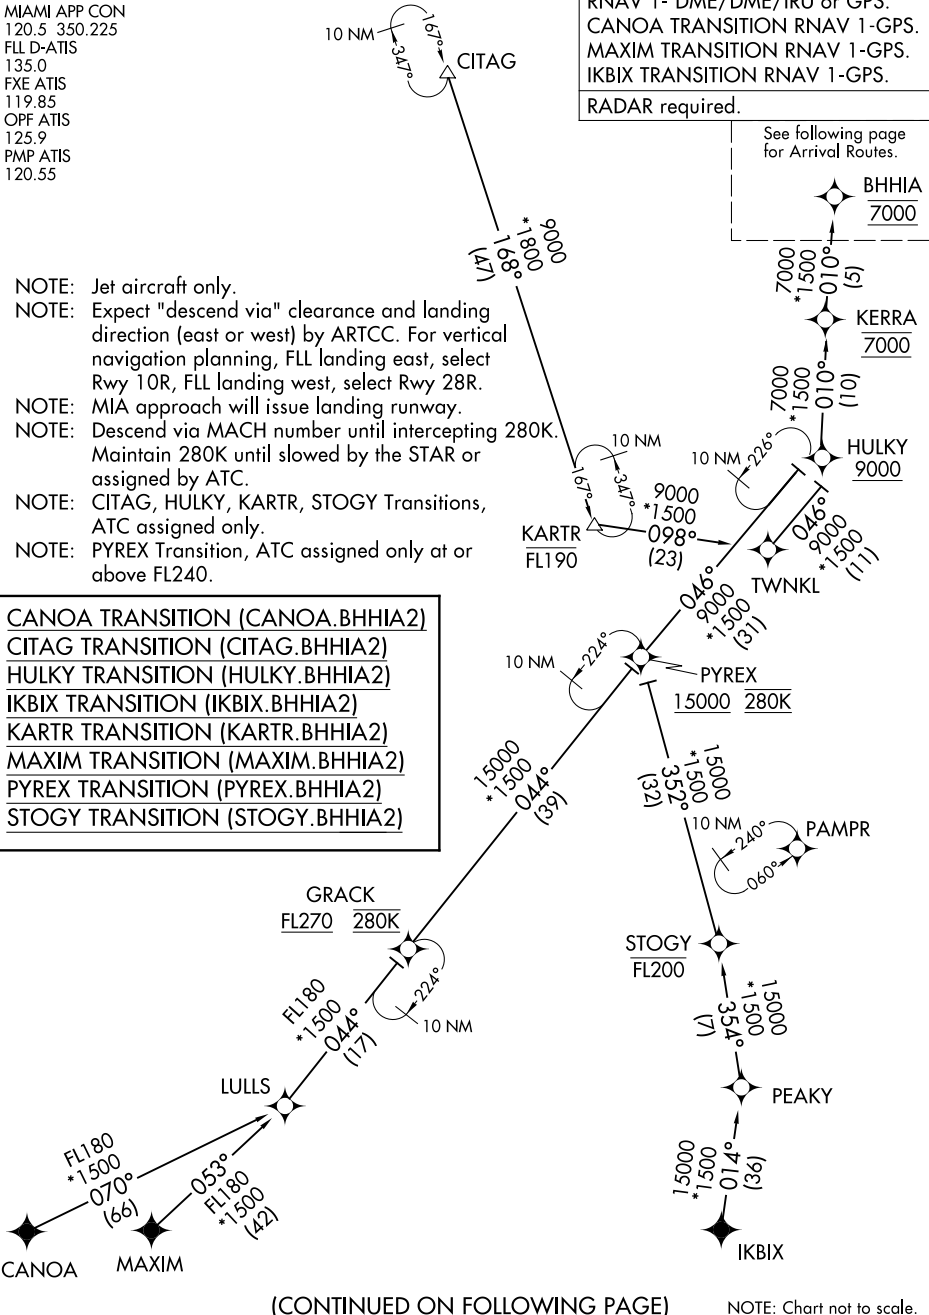 MIAMI APP CON
120.5 350.225
FLL D-ATIS
135.0
FXE ATIS
119.85
OPF ATIS
125.9
PMP ATIS
120.55
RNAV 1- DME/DME/IRU or GPS.
CANOA TRANSITION RNAV 1-GPS.
MAXIM TRANSITION RNAV 1-GPS.
IKBIX TRANSITION RNAV 1-GPS.
RADAR required.
See following page
for Arrival Routes.
10 NM
167°
347°
CITAG
9000
*1800
168°
(47)
BHHIA
7000
7000
*1500
010°
(5)
KERRA
7000
7000
*1500
010°
(10)
HULKY
9000
10 NM
226°
NOTE: Jet aircraft only.
NOTE: Expect "descend via" clearance and landing
direction (east or west) by ARTCC. For vertical
navigation planning, FLL landing east, select
Rwy 10R, FLL landing west, select Rwy 28R.
NOTE: MIA approach will issue landing runway.
NOTE: Descend via MACH number until intercepting 280K.
Maintain 280K until slowed by the STAR or
assigned by ATC.
NOTE: CITAG, HULKY, KARTR, STOGY Transitions,
ATC assigned only.
NOTE: PYREX Transition, ATC assigned only at or
above FL240.
10 NM
167°
347°
KARTR
FL190
9000
*1500
098°
(23)
TWNKL
046°
9000
*1500
(11)
046°
9000
*1500
(31)
10 NM
224°
PYREX
15000 280K
CANOA TRANSITION (CANOA.BHHIA2)
CITAG TRANSITION (CITAG.BHHIA2)
HULKY TRANSITION (HULKY.BHHIA2)
IKBIX TRANSITION (IKBIX.BHHIA2)
KARTR TRANSITION (KARTR.BHHIA2)
MAXIM TRANSITION (MAXIM.BHHIA2)
PYREX TRANSITION (PYREX.BHHIA2)
STOGY TRANSITION (STOGY.BHHIA2)
15000
*1500
044°
(39)
15000
*1500
352°
(32)
10 NM
240°
060°
PAMPR
GRACK
FL270 280K
224°
10 NM
STOGY
FL200
FL180
*1500
044°
(17)
15000
*1500
354°
(7)
LULLS
PEAKY
FL180
*1500
070°
(66)
053°
FL180
*1500
(42)
15000
*1500
014°
(36)
CANOA
MAXIM
IKBIX
(CONTINUED ON FOLLOWING PAGE)
NOTE: Chart not to scale.